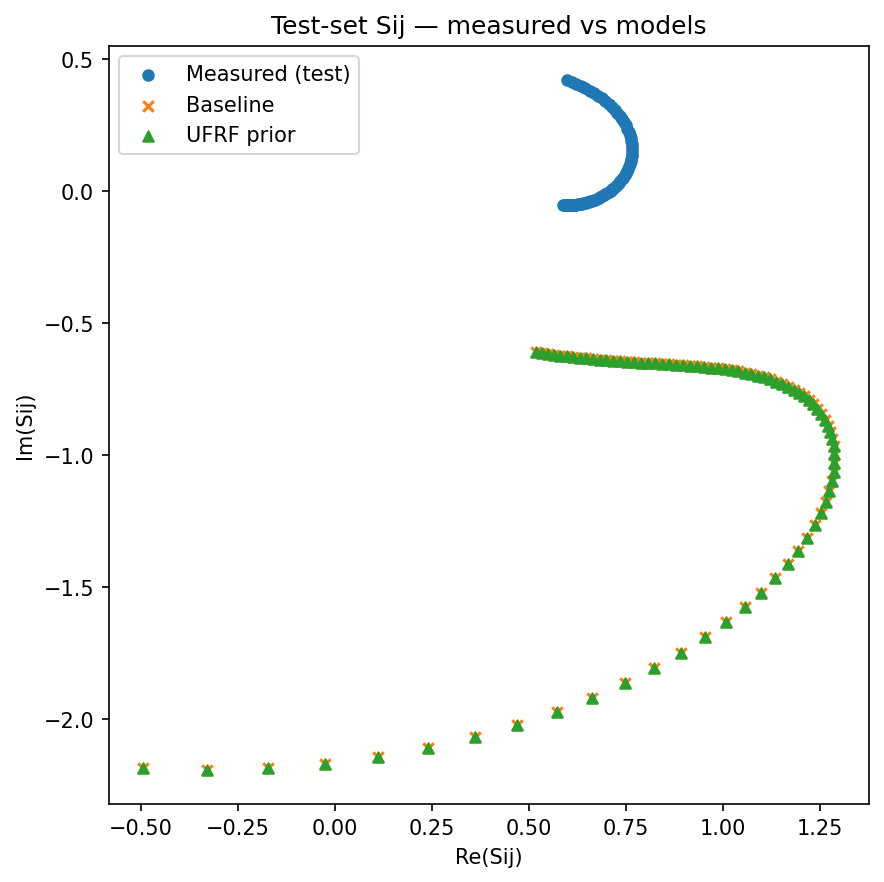 Test-set Sij — measured vs models
Measured (test)
Baseline
UFRF prior
Im(Sij)
0.5
0.0
−0.5
−1.0
−1.5
−2.0
−0.50 −0.25 0.00 0.25 0.50 0.75 1.00 1.25
Re(Sij)